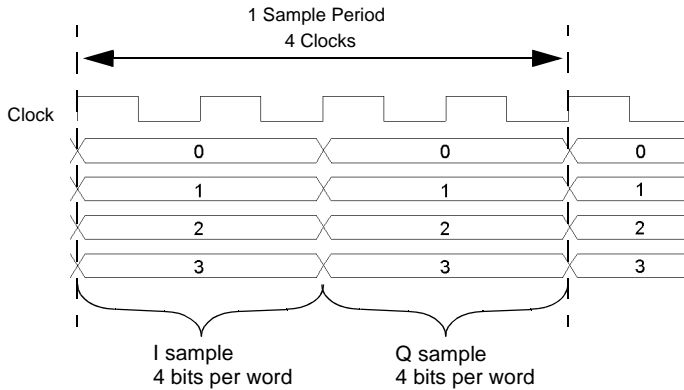 1 Sample Period
4 Clocks
Clock
0 0 0
1 1 1
2 2 2
3 3 3
I sample
4 bits per word
Q sample
4 bits per word